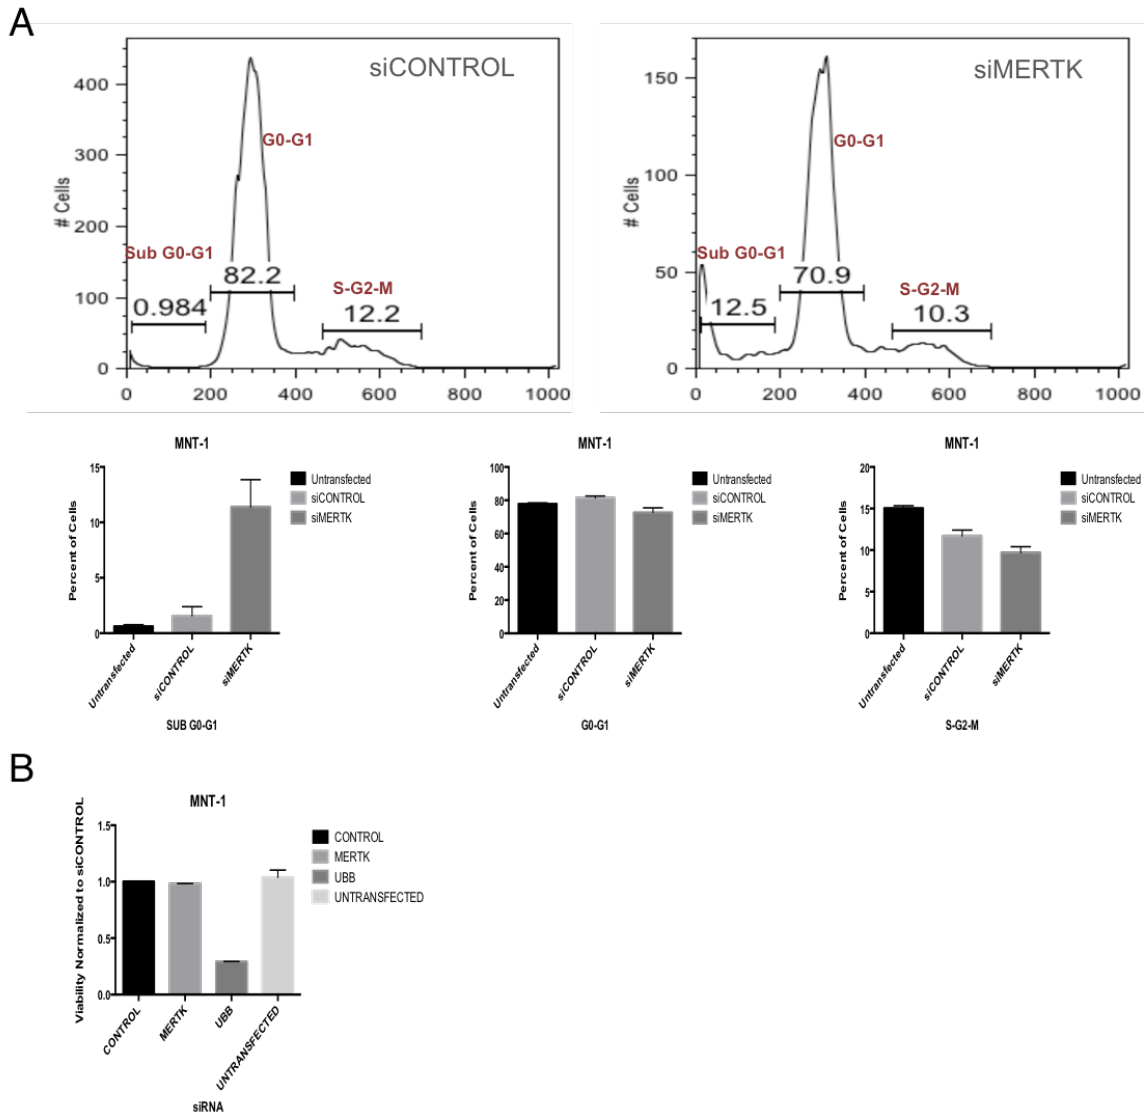 A
siCONTROL
# Cells
400
300
200
100
0
G0-G1
Sub G0-G1
82.2
0.984
S-G2-M
12.2
0 200 400 600 800 1000
siMERTK
# Cells
150
100
50
0
G0-G1
Sub G0-G1
70.9
12.5
S-G2-M
10.3
0 200 400 600 800 1000
MNT-1
Percent of Cells
15
10
5
0
Untransfected
siCONTROL
siMERTK
Untransfected
siCONTROL
siMERTK
SUB G0-G1
MNT-1
Percent of Cells
100
80
60
40
20
0
Untransfected
siCONTROL
siMERTK
Untransfected
siCONTROL
siMERTK
G0-G1
MNT-1
Percent of Cells
20
15
10
5
0
Untransfected
siCONTROL
siMERTK
Untransfected
siCONTROL
siMERTK
S-G2-M
B
MNT-1
Viability Normalized to siCONTROL
1.5
1.0
0.5
0.0
CONTROL
MERTK
UBB
UNTRANSFECTED
CONTROL
MERTK
UBB
UNTRANSFECTED
siRNA